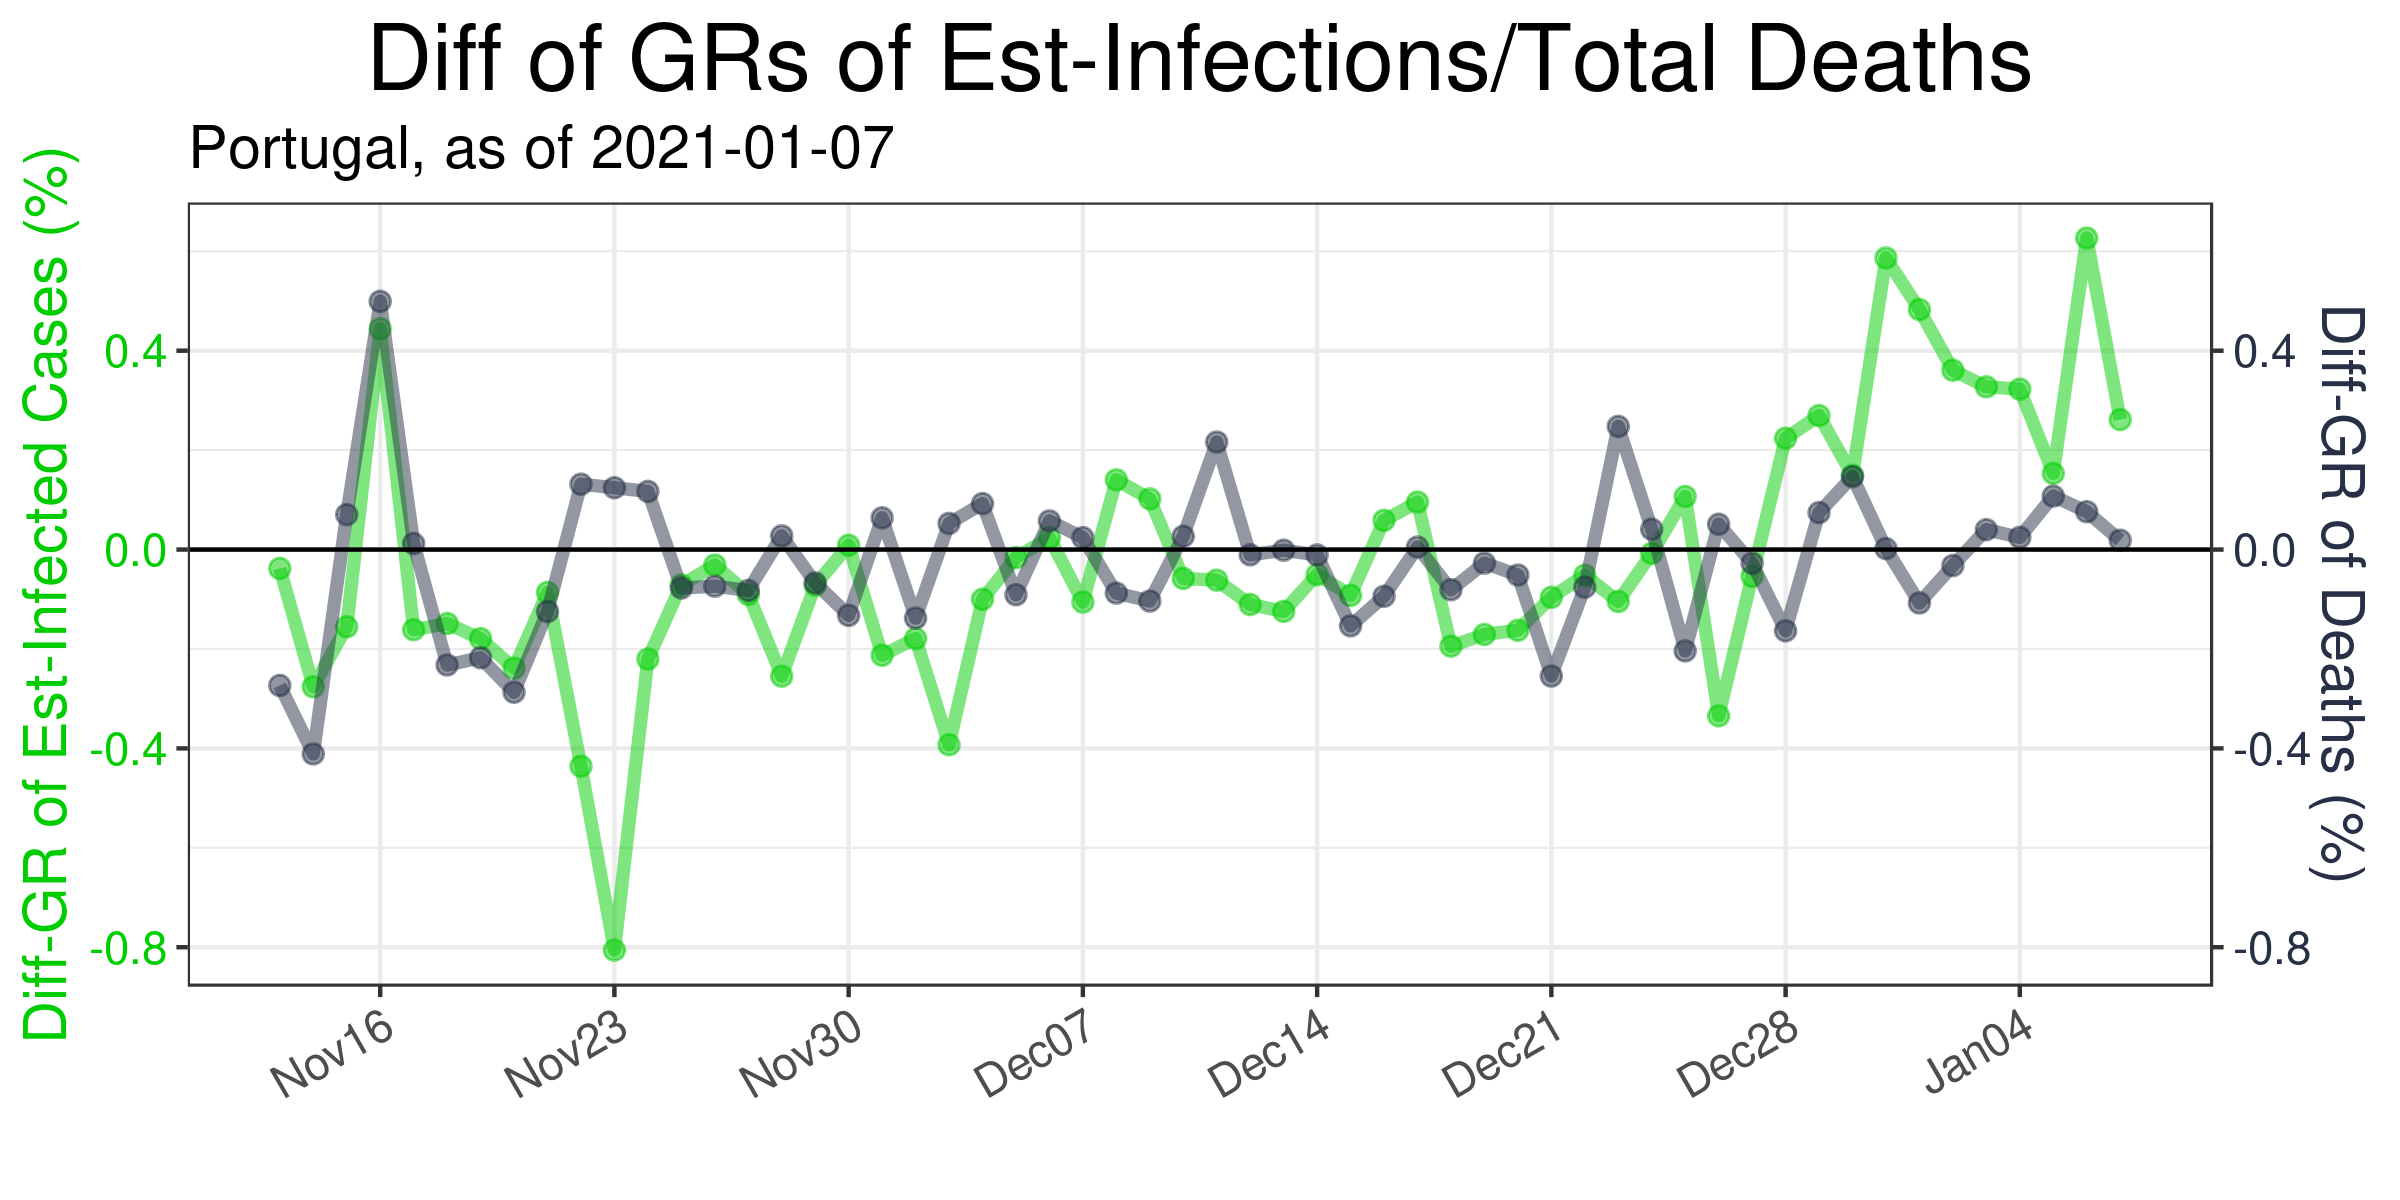 Diff of GRs of Est-Infections/Total Deaths
Portugal, as of 2021-01-07
Diff-GR of Est-Infected Cases (%)
0.4
0.0
-0.4
-0.8
0.4
0.0
-0.4
-0.8
Diff-GR of Deaths (%)
Nov16
Nov23
Nov30
Dec07
Dec14
Dec21
Dec28
Jan04